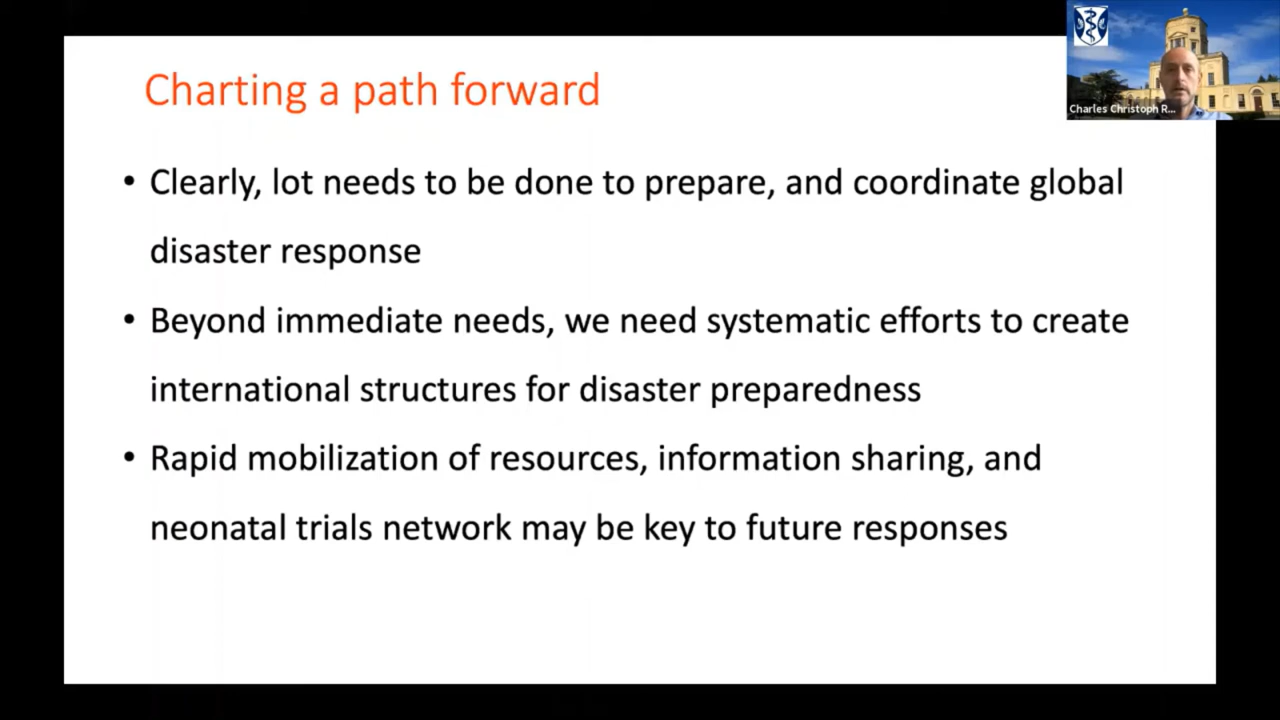 Charting a path forward
Charles Christoph R...
• Clearly, lot needs to be done to prepare, and coordinate global
disaster response
• Beyond immediate needs, we need systematic efforts to create
international structures for disaster preparedness
• Rapid mobilization of resources, information sharing, and
neonatal trials network may be key to future responses